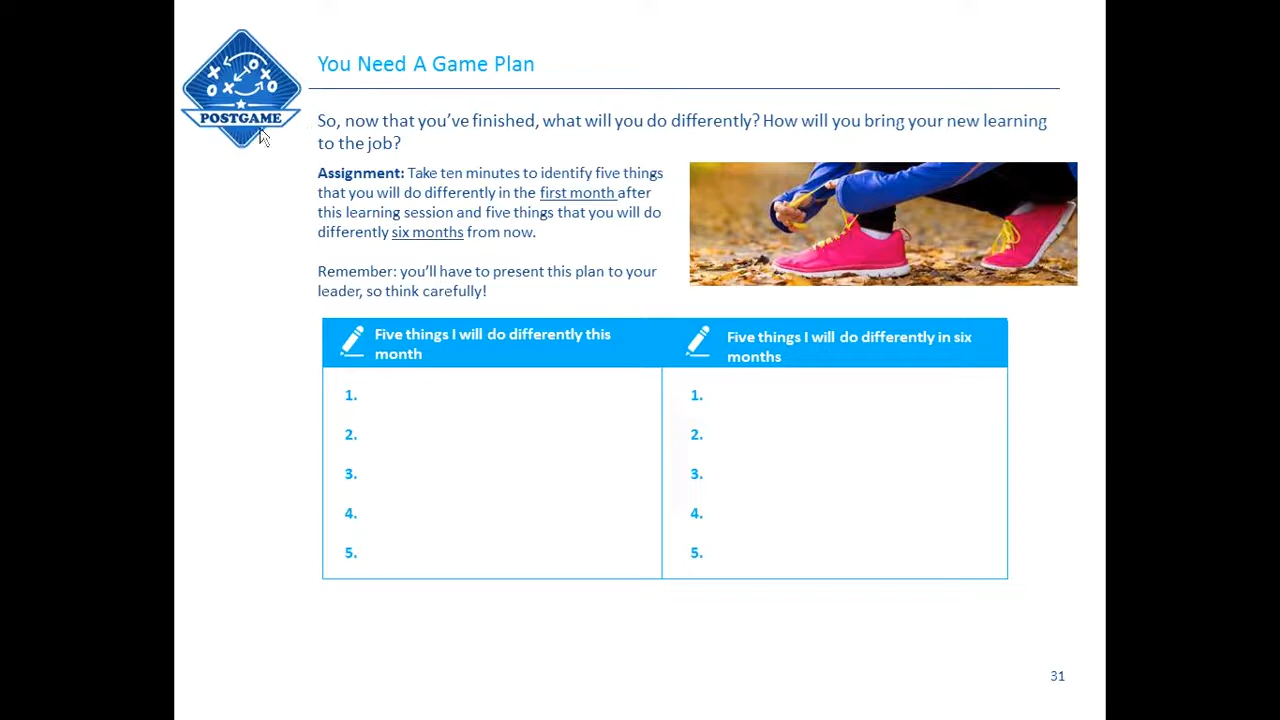 You Need A Game Plan
POSTGAME
So, now that you've finished, what will you do differently? How will you bring your new learning
to the job?
Assignment: Take ten minutes to identify five things
that you will do differently in the first month after
this learning session and five things that you will do
differently six months from now.
Remember: you'll have to present this plan to your
leader, so think carefully!
Five things I will do differently this
month
1.
2.
3.
4.
5.
Five things I will do differently in six
months
1.
2.
3.
4.
5.
31